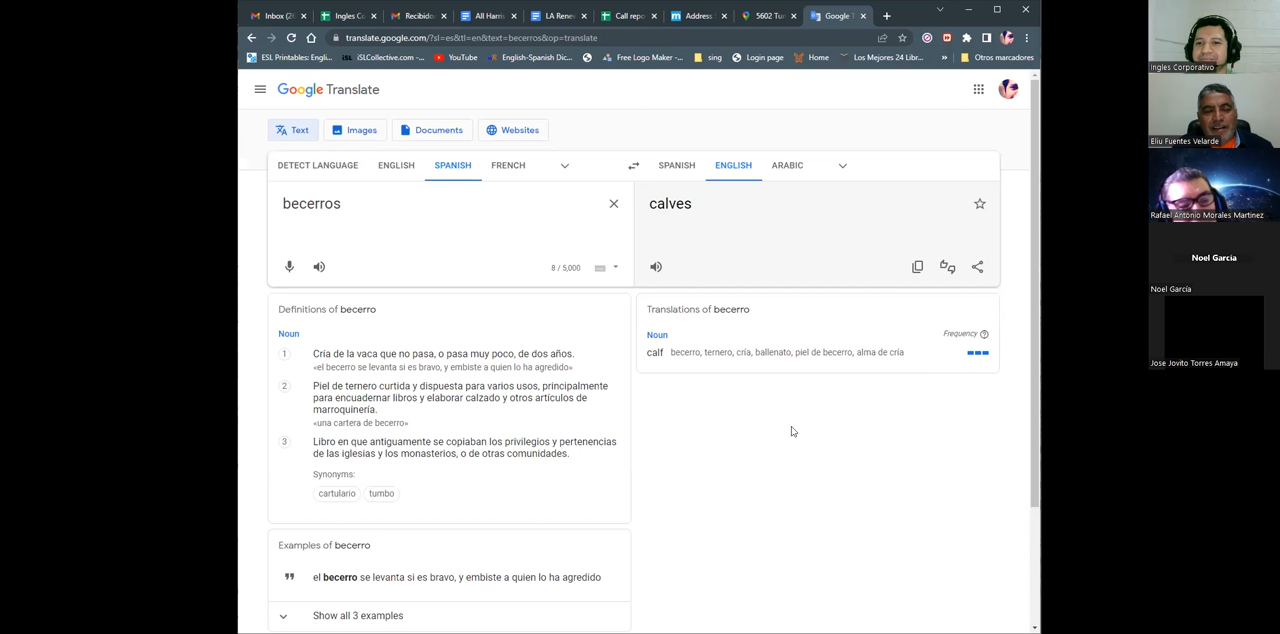 Inbox (2
Ingles Co
Recibido
All Harri
LA Rene
Call repo
Address
5602 Tu
Google T
translate.google.com/?sl=es&tl=en&text=becerros&op=translate
ESL Printables: Engli...
iSLCollective.com -...
YouTube
English-Spanish Dic...
Free Logo Maker -...
sing
Login page
Home
Los Mejores 24 Libr...
»
Otros marcadores
Google Translate
Text
Images
Documents
Websites
DETECT LANGUAGE
ENGLISH
SPANISH
FRENCH
SPANISH
ENGLISH
ARABIC
becerros
calves
8 / 5,000
Definitions of becerro
Noun
1 Cría de la vaca que no pasa, o pasa muy poco, de dos años.
«el becerro se levanta si es bravo, y embiste a quien lo ha agredido»
2 Piel de ternero curtida y dispuesta para varios usos, principalmente
para encuadernar libros y elaborar calzado y otros artículos de
marroquinería.
«una cartera de becerro»
3 Libro en que antiguamente se copiaban los privilegios y pertenencias
de las iglesias y los monasterios, o de otras comunidades.
Synonyms:
cartulario
tumbo
Examples of becerro
el becerro se levanta si es bravo, y embiste a quien lo ha agredido
Show all 3 examples
Translations of becerro
Noun
Frequency
calf becerro, ternero, cría, ballenato, piel de becerro, alma de cría
Ingles Corporativo
Eliu Fuentes Velarde
Rafael Antonio Morales Martinez
Noel Garcia
Noel García
Jose Jovito Torres Amaya